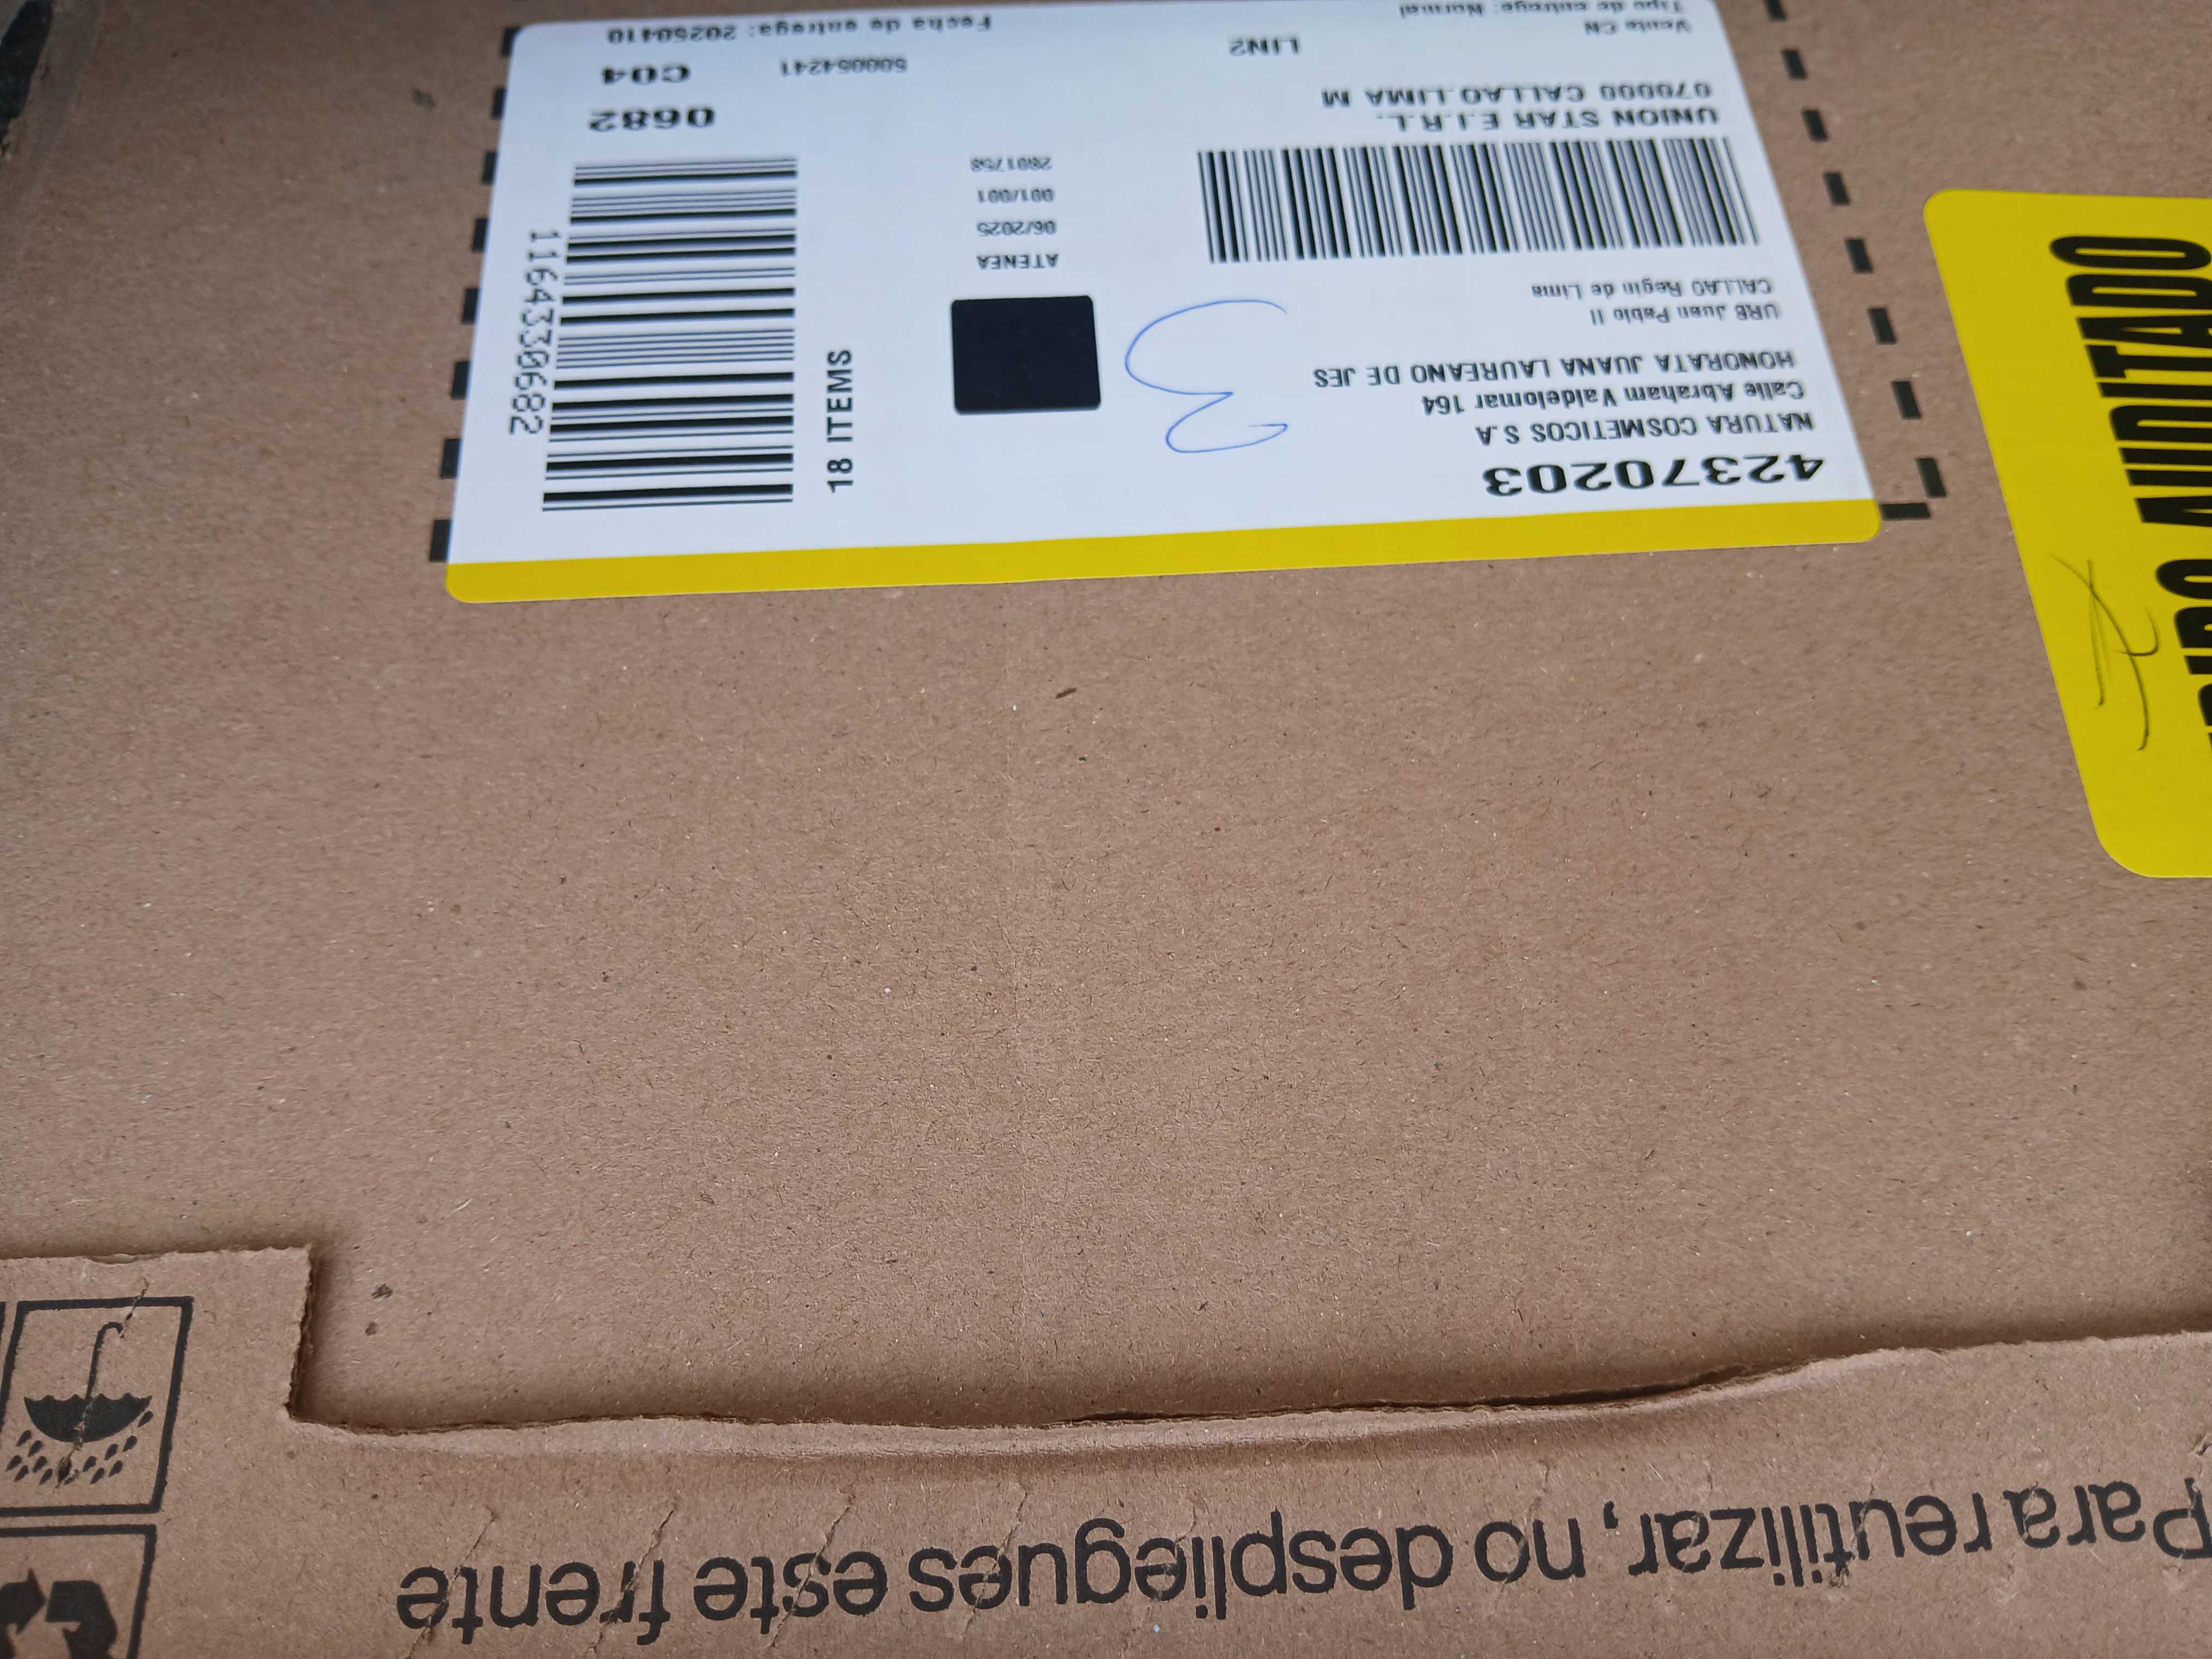 42370203
NATURA COSMETICOS S.A
Calle Abraham Valdelomar 164
HONORATA JUANA LAUREANO DE JES
URB Juan Pablo II
CALLAO Regin de Lima
3
ATENEA
06/2025
001/001
2801758
18 ITEMS
1164330682
UNION STAR E.I.R.L.
070000 CALLAO LIMA M
0682
LIN2
500054241
C04
Venta CN
Tipo de entrega: Normal
Fecha de entrega: 20250410
AUDITADO
Para reutilizar, no despliegues este frente